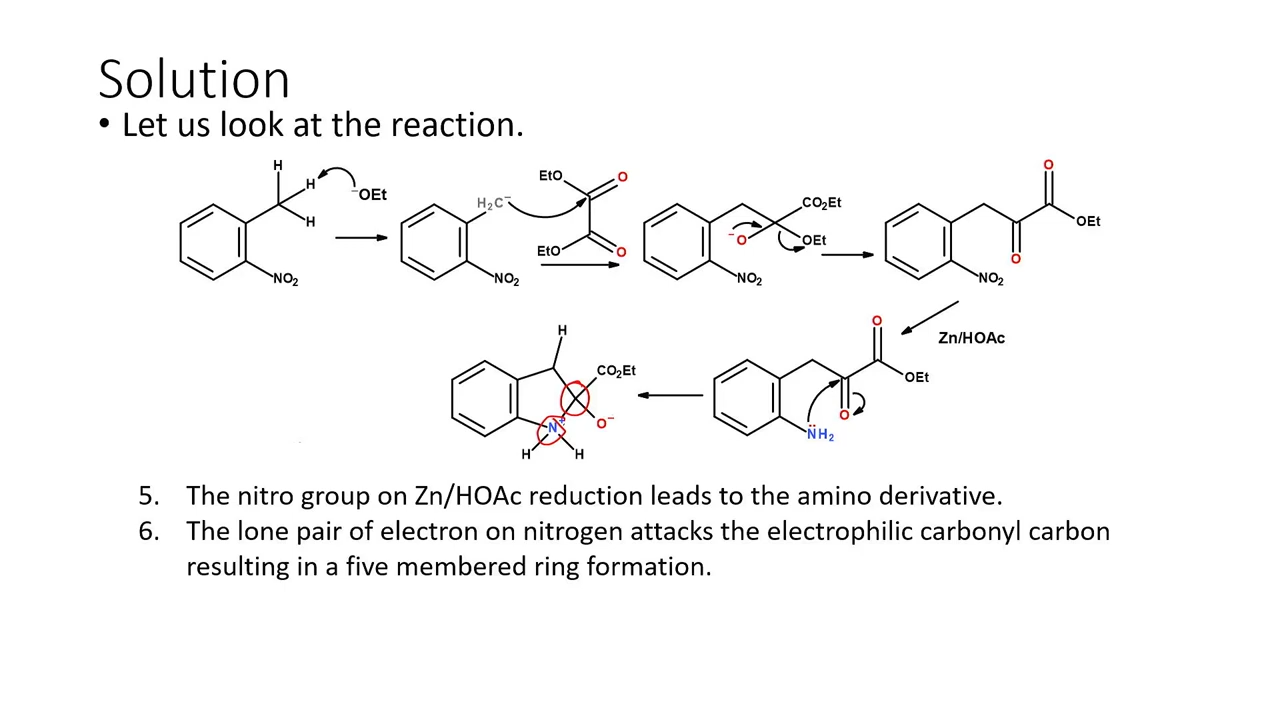 Solution
• Let us look at the reaction.
H
H
H
⁻OEt
NO₂
H₂C⁻
EtO
O
EtO
O
NO₂
CO₂Et
⁻O
OEt
NO₂
O
OEt
O
NO₂
Zn/HOAc
H
CO₂Et
O⁻
N⁺
H
H
O
OEt
O
N̈H₂
5. The nitro group on Zn/HOAc reduction leads to the amino derivative.
6. The lone pair of electron on nitrogen attacks the electrophilic carbonyl carbon
resulting in a five membered ring formation.